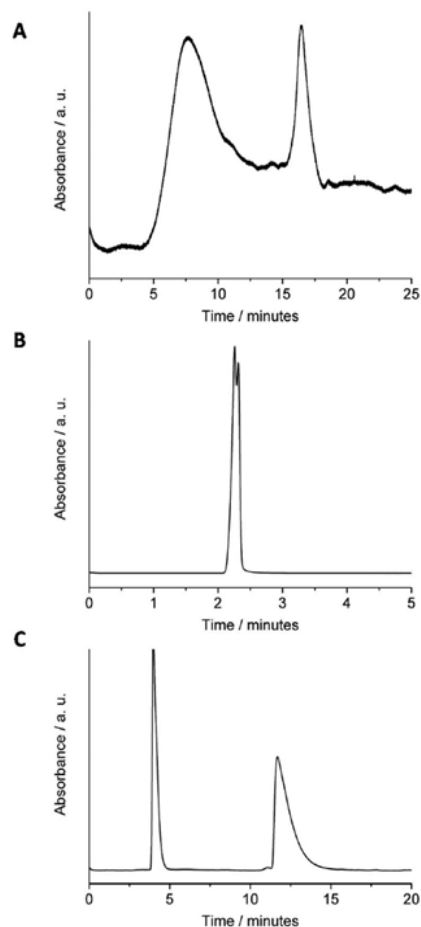 A
Absorbance / a. u.
0 5 10 15 20 25
Time / minutes
B
Absorbance / a. u.
0 1 2 3 4 5
Time / minutes
C
Absorbance / a. u.
0 5 10 15 20
Time / minutes